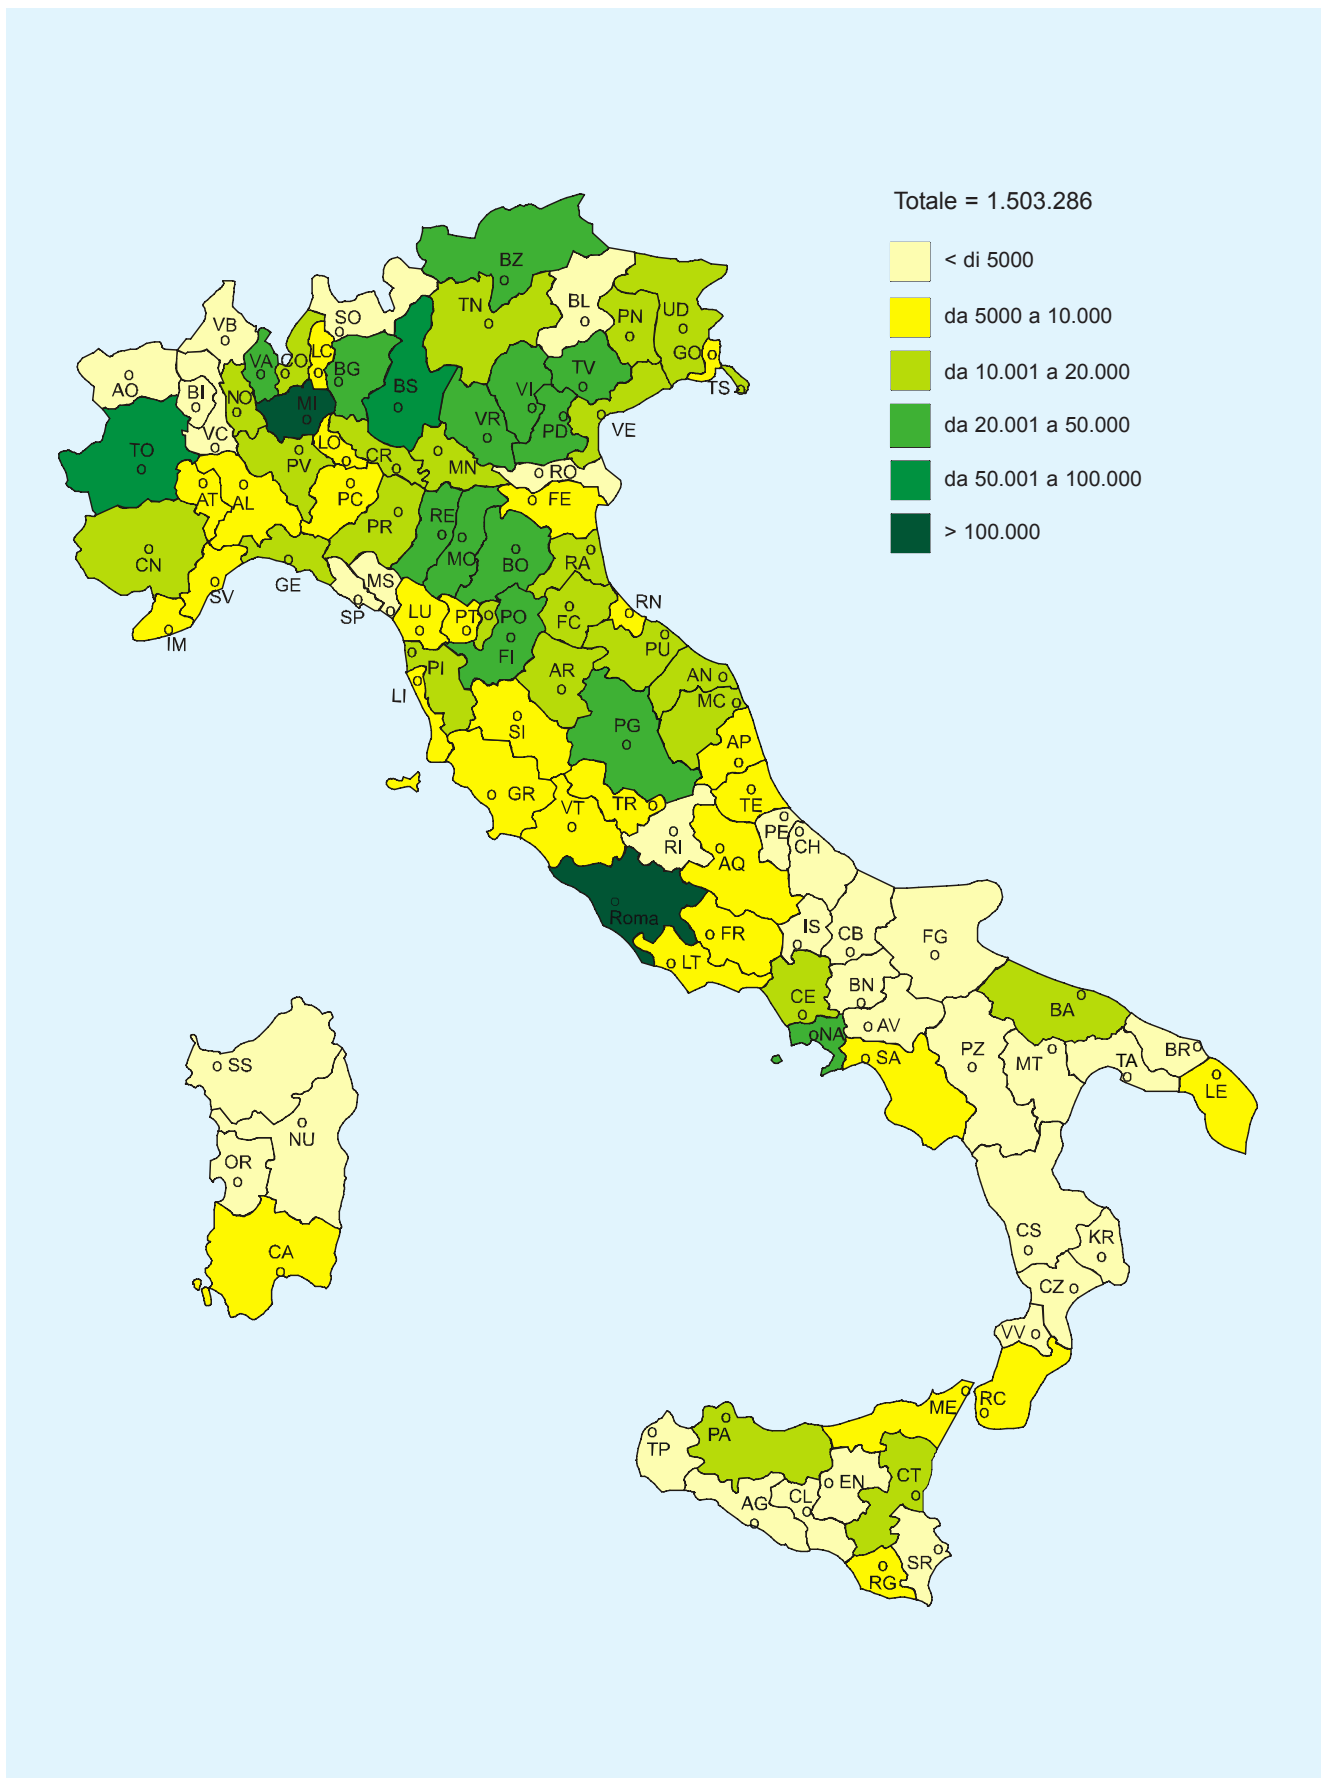 Totale = 1.503.286
< di 5000
da 5000 a 10.000
da 10.001 a 20.000
da 20.001 a 50.000
da 50.001 a 100.000
> 100.000
BZ
TN
BL
PN
UD
SO
VB
VA
CO
LC
BG
GO
TV
AO
BI
NO
MI
BS
VI
TS
VC
VR
PD
VE
TO
PV
LO
CR
MN
RO
AT
AL
PC
FE
PR
RE
MO
BO
RA
CN
GE
MS
SV
SP
LU
PT
PO
FC
RN
IM
PI
FI
PU
LI
AR
AN
MC
SI
PG
AP
GR
VT
TR
TE
RI
PE
CH
AQ
Roma
FR
IS
CB
FG
LT
CE
BN
BA
NA
AV
SA
PZ
MT
TA
BR
LE
SS
NU
OR
CA
CS
KR
CZ
VV
RC
ME
TP
PA
AG
CL
EN
CT
SR
RG